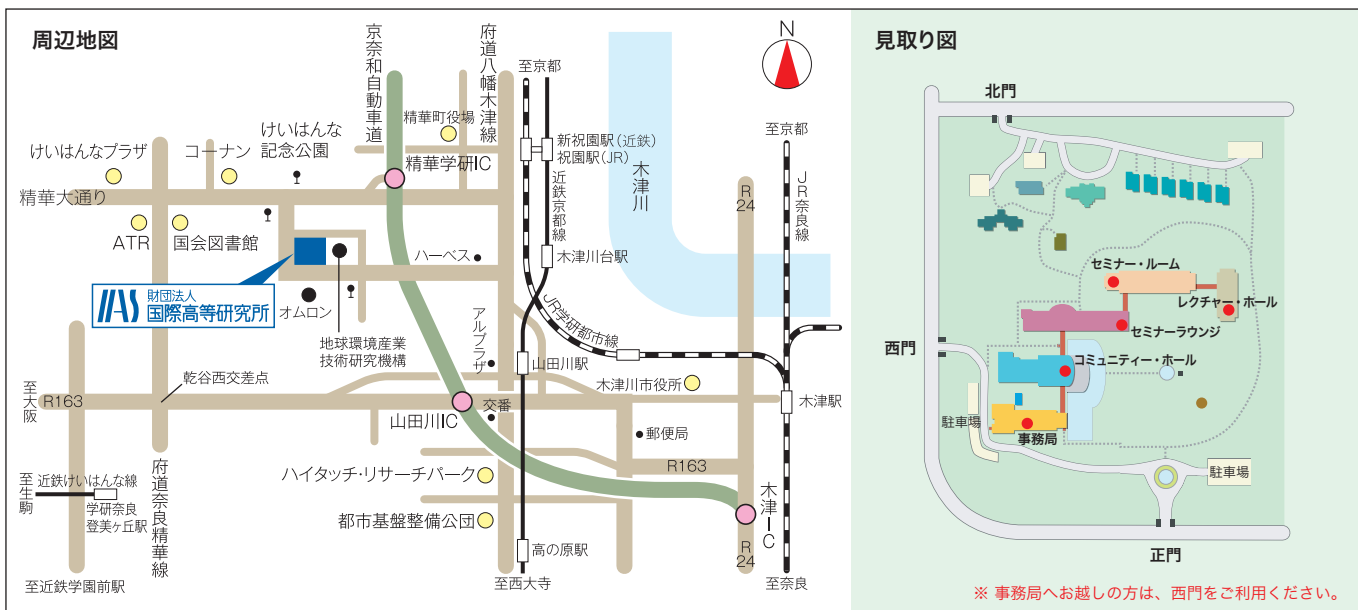 周辺地図
京奈和自動車道
府道八幡木津線
至京都
N
精華町役場
新祝園駅(近鉄)
祝園駅(JR)
至京都
けいはんなプラザ
コーナン
けいはんな
記念公園
精華学研IC
近鉄京都線
木津川
R
24
JR奈良線
精華大通り
ATR
国会図書館
ハーベス
木津川台駅
IIAS
財団法人
国際高等研究所
オムロン
地球環境産業
技術研究機構
アルプラザ
JR学研都市線
山田川駅
至大阪
R163
乾谷西交差点
木津川市役所
木津駅
山田川IC
交番
郵便局
R163
至生駒
近鉄けいはんな線
学研奈良
登美ヶ丘駅
府道奈良精華線
ハイタッチ・リサーチパーク
都市基盤整備公団
木津IC
高の原駅
R
24
至近鉄学園前駅
至西大寺
至奈良
見取り図
北門
セミナー・ルーム
レクチャー・ホール
セミナーラウンジ
西門
コミュニティー・ホール
駐車場
事務局
駐車場
正門
※ 事務局へお越しの方は、西門をご利用ください。